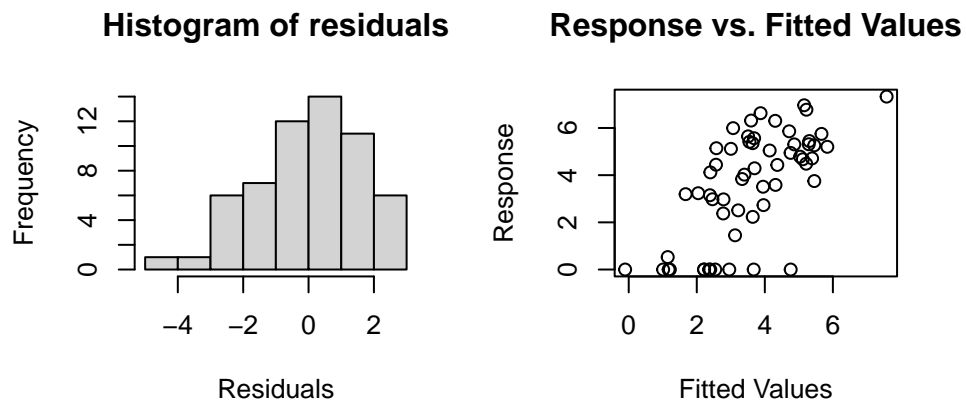 Histogram of residuals
Frequency
0 4 8 12
−4 −2 0 2
Residuals
Response vs. Fitted Values
Response
0 2 4 6
0 2 4 6
Fitted Values